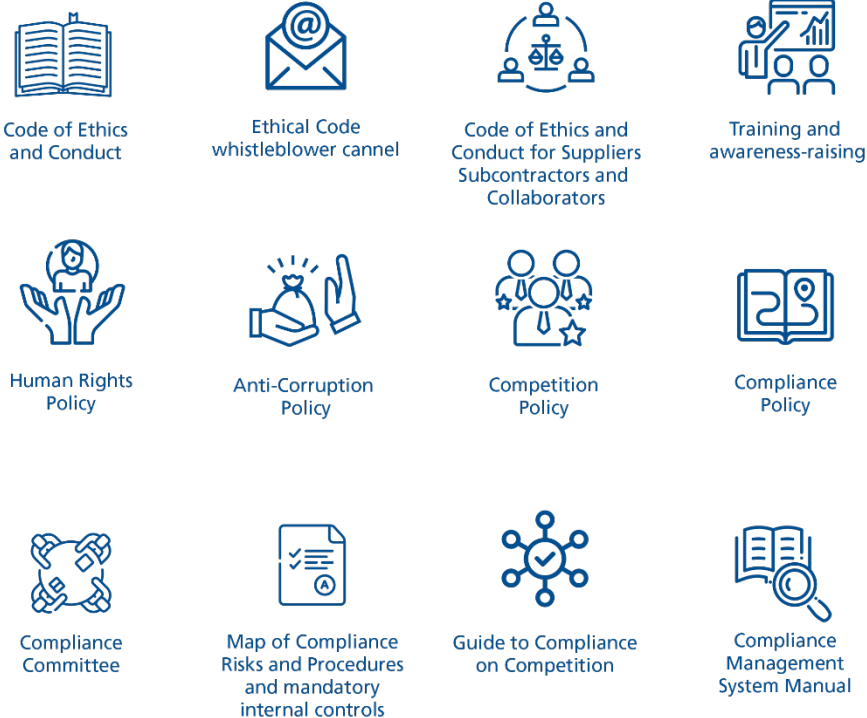 @
Code of Ethics
and Conduct
Ethical Code
whistleblower cannel
Code of Ethics and
Conduct for Suppliers
Subcontractors and
Collaborators
Training and
awareness-raising
Human Rights
Policy
Anti-Corruption
Policy
Competition
Policy
Compliance
Policy
A
Compliance
Committee
Map of Compliance
Risks and Procedures
and mandatory
internal controls
Guide to Compliance
on Competition
Compliance
Management
System Manual